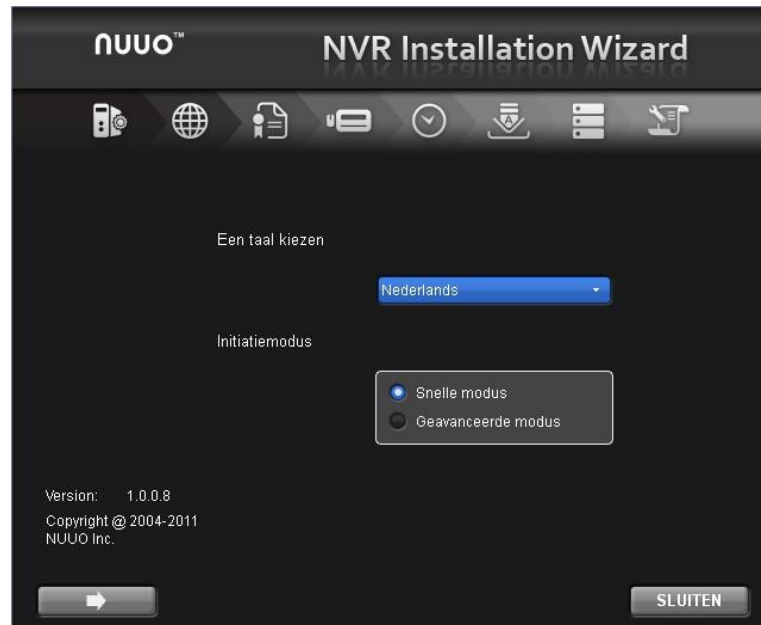 nuuo™
NVR Installation Wizard
Een taal kiezen
Nederlands
Initiatiemodus
Snelle modus
Geavanceerde modus
Version: 1.0.0.8
Copyright @ 2004-2011
NUUO Inc.
SLUITEN